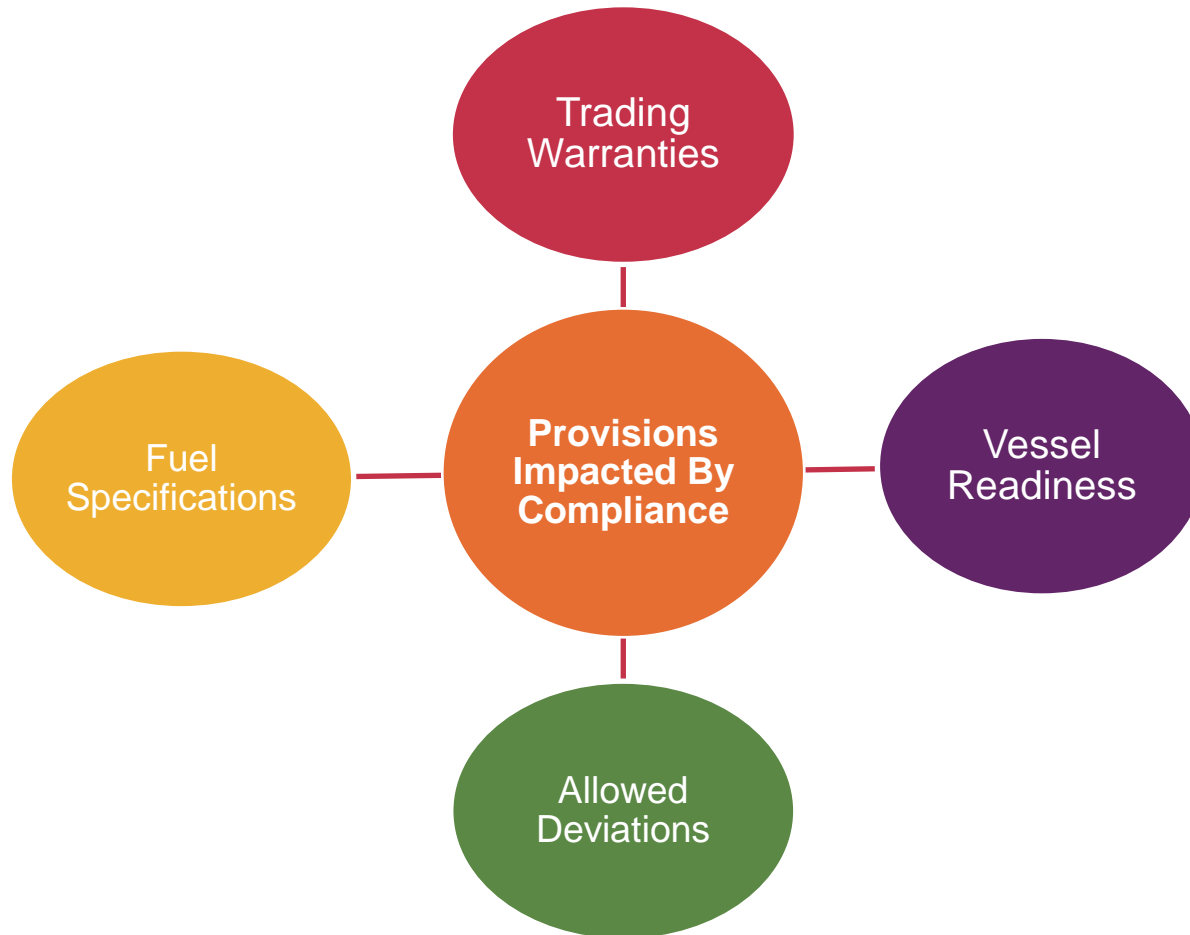 Trading
Warranties
Provisions
Impacted By
Compliance
Fuel
Specifications
Vessel
Readiness
Allowed
Deviations